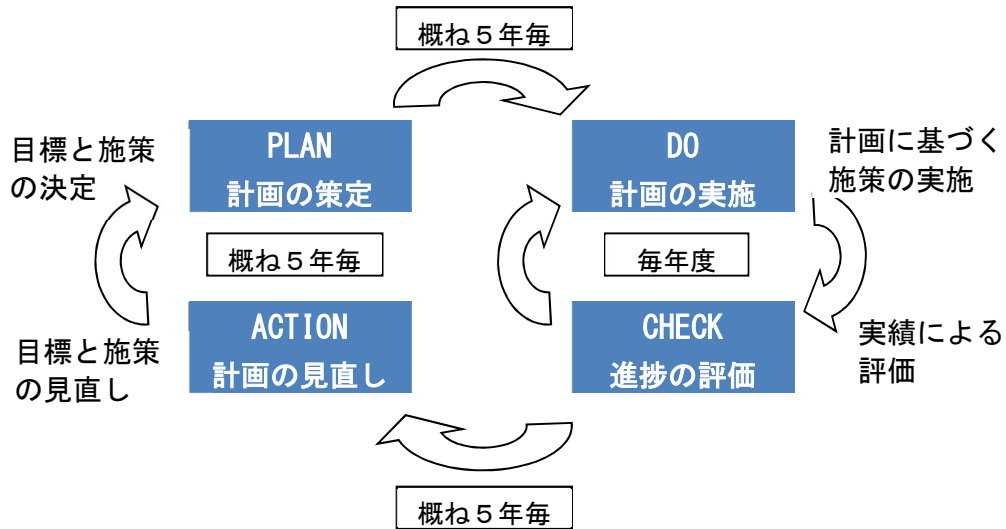 概ね５年毎
目標と施策
の決定
PLAN
計画の策定
DO
計画の実施
計画に基づく
施策の実施
概ね５年毎
毎年度
目標と施策
の見直し
ACTION
計画の見直し
CHECK
進捗の評価
実績による
評価
概ね５年毎